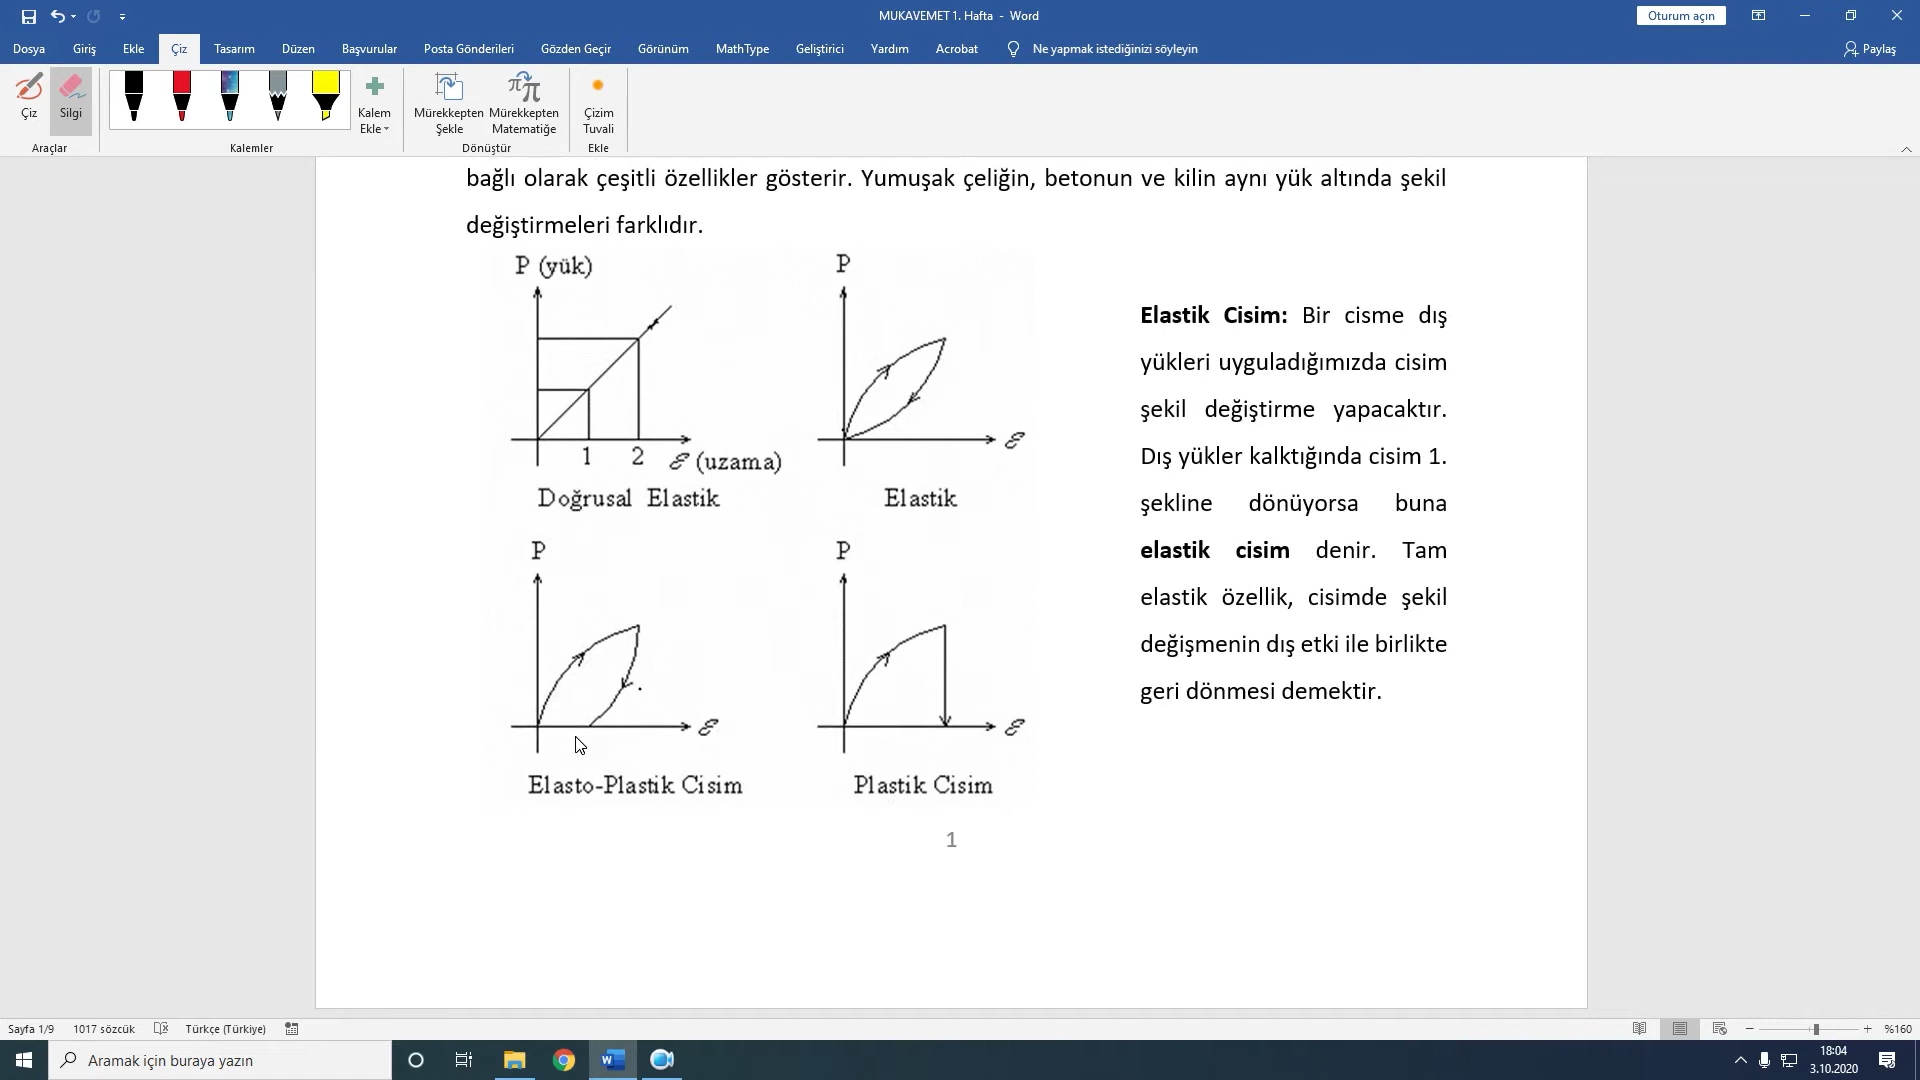 MUKAVEMET 1. Hafta - Word
Oturum açın
Dosya Giriş Ekle Çiz Tasarım Düzen Başvurular Posta Gönderileri Gözden Geçir Görünüm MathType Geliştirici Yardım Acrobat Ne yapmak istediğinizi söyleyin Paylaş
Çiz
Silgi
Kalem
Ekle
Mürekkepten
Şekle
Mürekkepten
Matematiğe
Çizim
Tuvali
Araçlar Kalemler Dönüştür Ekle
bağlı olarak çeşitli özellikler gösterir. Yumuşak çeliğin, betonun ve kilin aynı yük altında şekil
değiştirmeleri farklıdır.
P (yük)
1 2 ℰ (uzama)
Doğrusal Elastik
P
ℰ
Elastik
P
ℰ
Elasto-Plastik Cisim
P
ℰ
Plastik Cisim
Elastik Cisim: Bir cisme dış
yükleri uyguladığımızda cisim
şekil değiştirme yapacaktır.
Dış yükler kalktığında cisim 1.
şekline dönüyorsa buna
elastik cisim denir. Tam
elastik özellik, cisimde şekil
değişmenin dış etki ile birlikte
geri dönmesi demektir.
1
Sayfa 1/9 1017 sözcük Türkçe (Türkiye) %160
Aramak için buraya yazın
18:04
3.10.2020